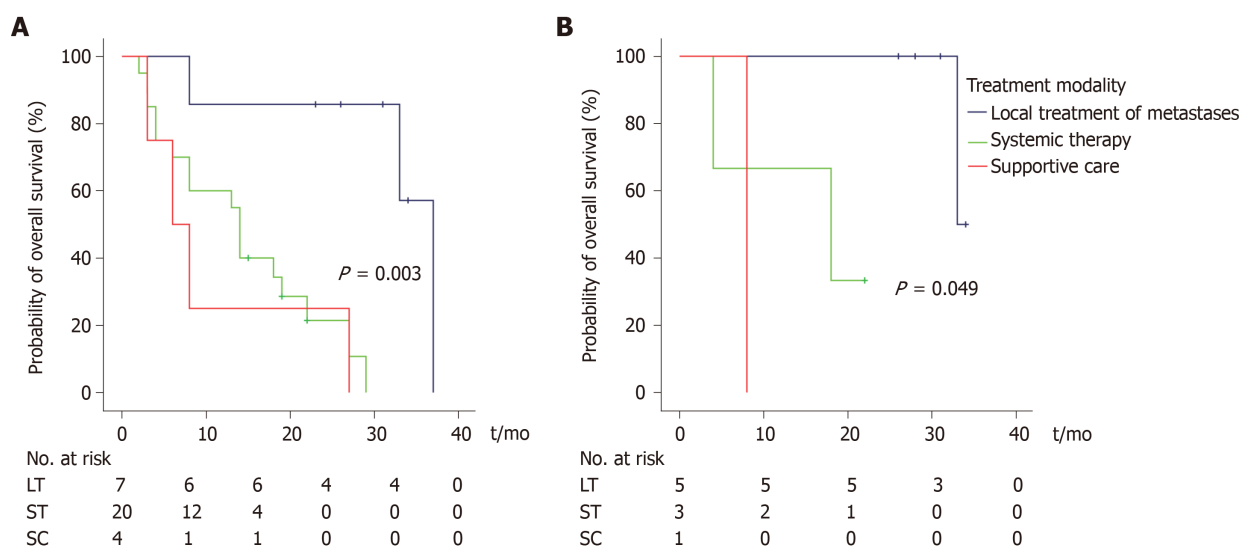 A
Probability of overall survival (%)
100
80
60
40
20
0
P = 0.003
0 10 20 30 40 t/mo
No. at risk
LT 7 6 6 4 4 0
ST 20 12 4 0 0 0
SC 4 1 1 0 0 0
B
Probability of overall survival (%)
100
80
60
40
20
0
Treatment modality
Local treatment of metastases
Systemic therapy
Supportive care
P = 0.049
0 10 20 30 40 t/mo
No. at risk
LT 5 5 5 3 0
ST 3 2 1 0 0
SC 1 0 0 0 0